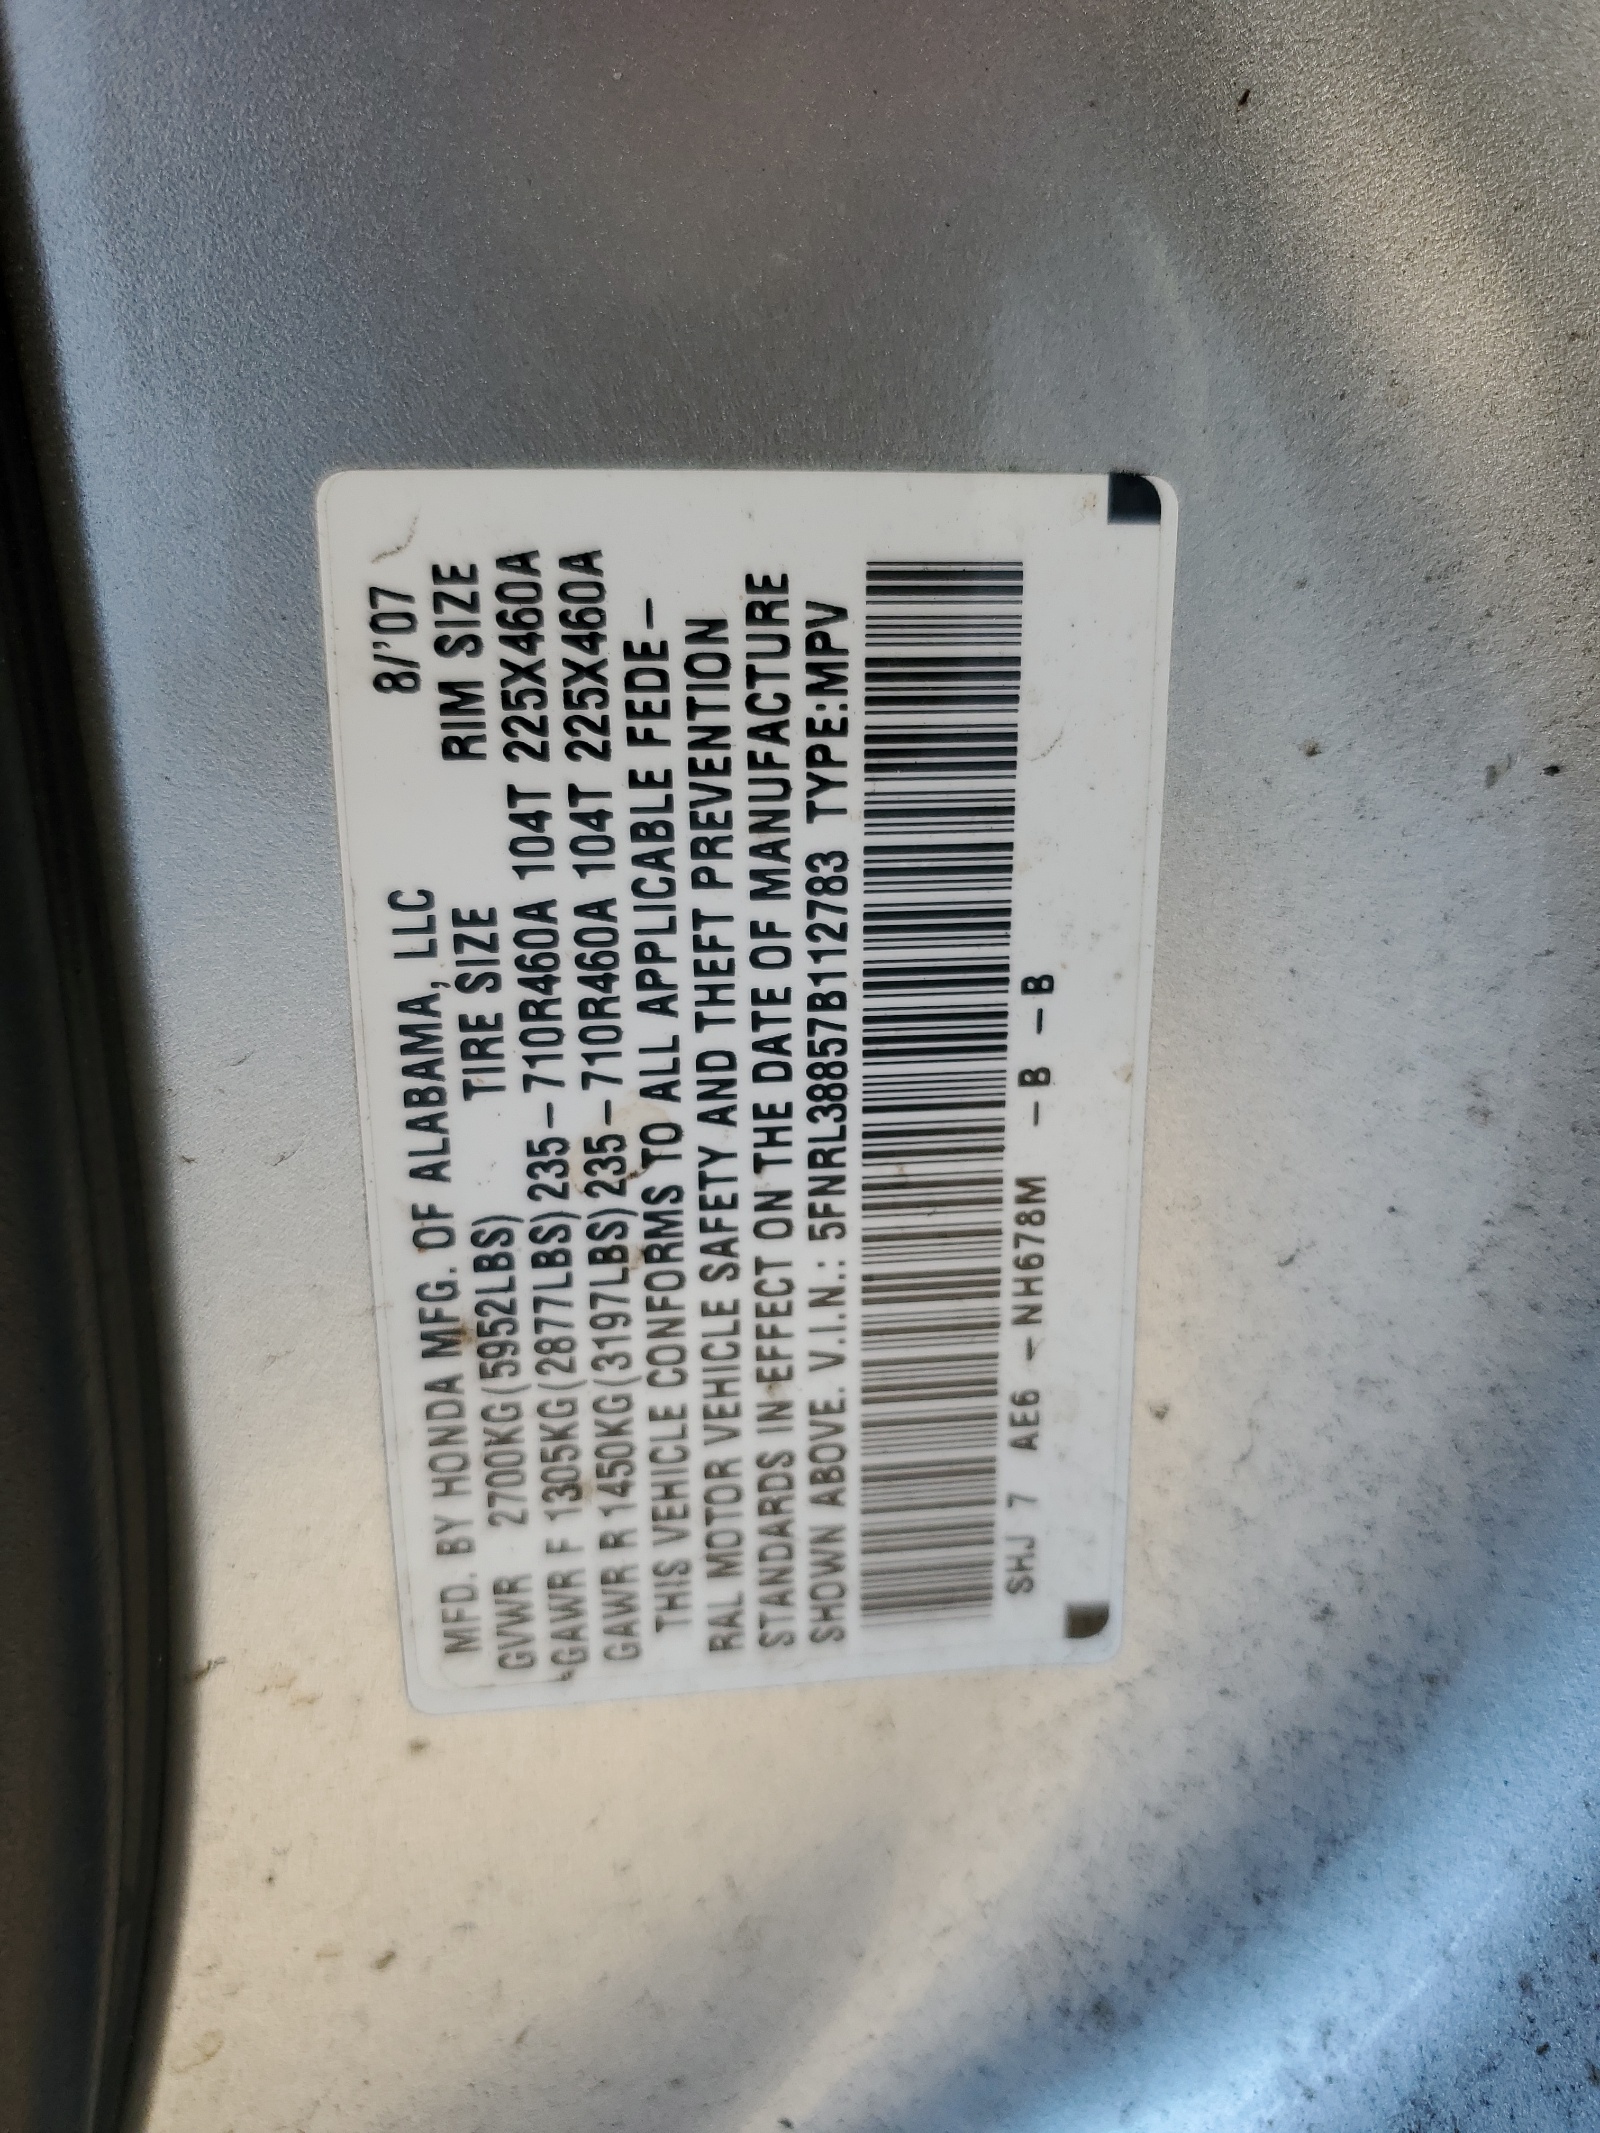 MFD. BY HONDA MFG. OF ALABAMA, LLC 8/'07
GVWR 2700KG(5952LBS) TIRE SIZE RIM SIZE
GAWR F 1305KG(2877LBS)235-710R460A 104T 225X460A
GAWR R 1450KG(3197LBS)235-710R460A 104T 225X460A
THIS VEHICLE CONFORMS TO ALL APPLICABLE FEDE-
RAL MOTOR VEHICLE SAFETY AND THEFT PREVENTION
STANDARDS IN EFFECT ON THE DATE OF MANUFACTURE
SHOWN ABOVE. V.I.N.: 5FNRL38857B112783 TYPE:MPV
SHJ 7 AE6 - NH678M -B -B